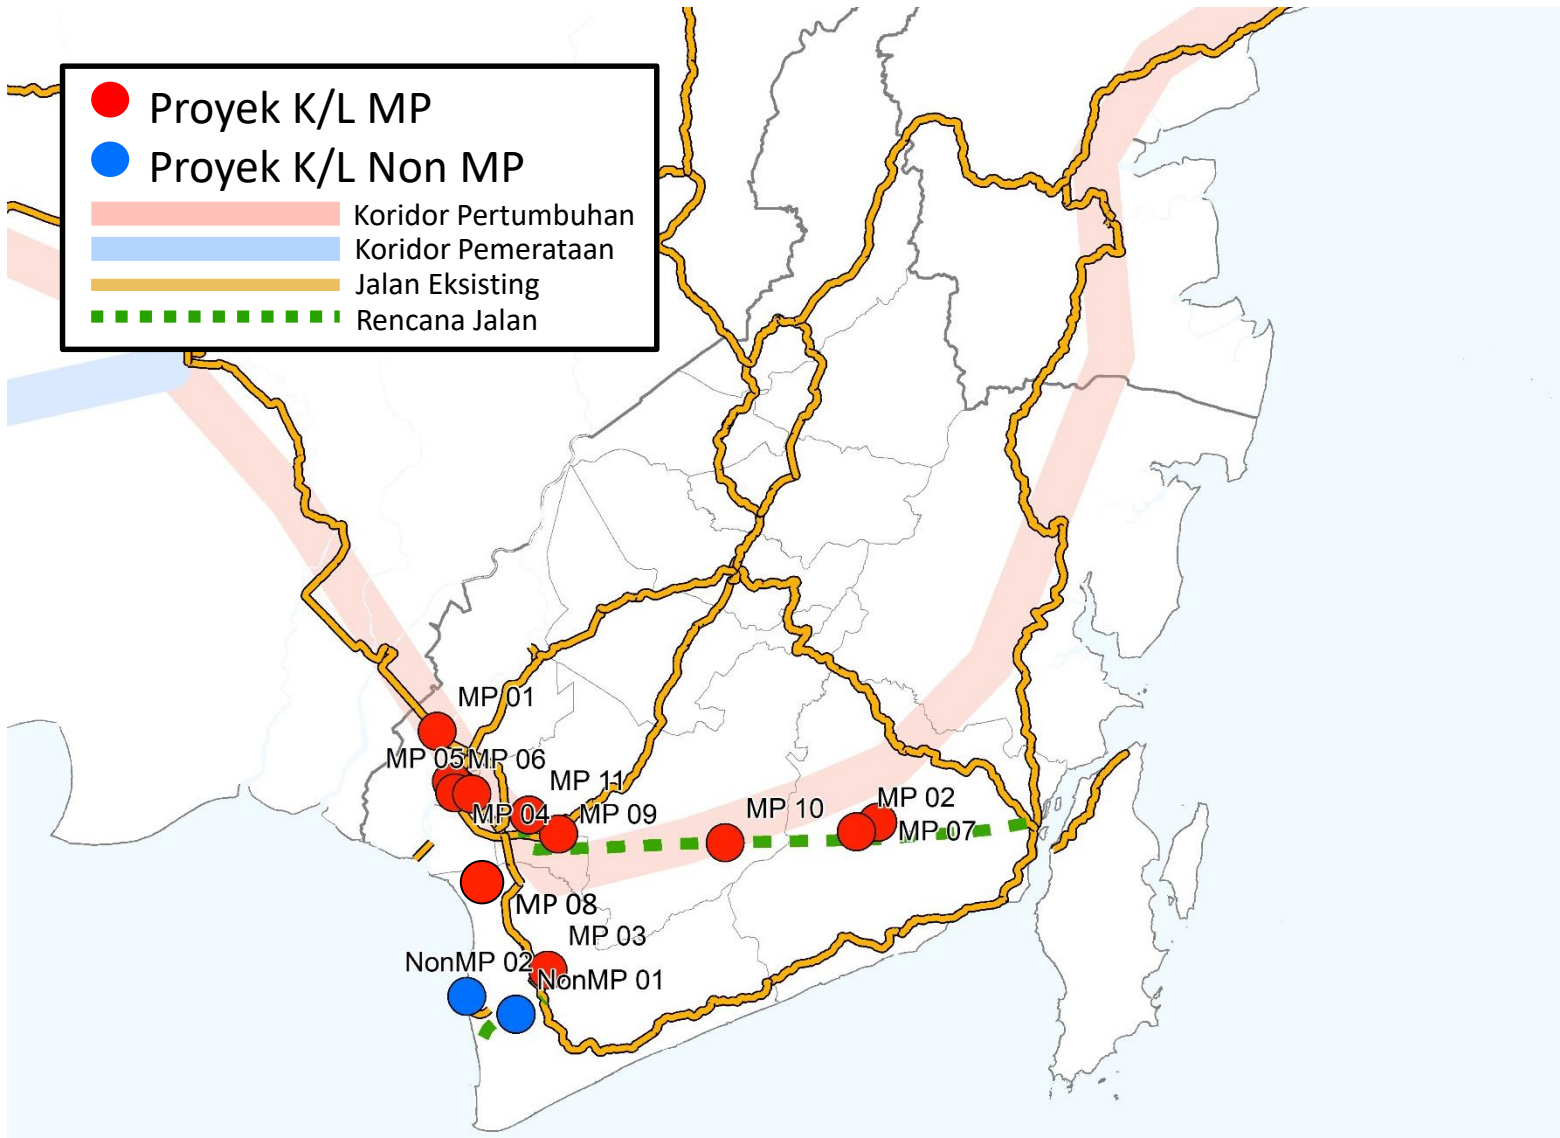 Proyek K/L MP
Proyek K/L Non MP
Koridor Pertumbuhan
Koridor Pemerataan
Jalan Eksisting
Rencana Jalan
MP 01
MP 05
MP 06
MP 11
MP 04
MP 09
MP 10
MP 02
MP 07
MP 08
MP 03
NonMP 02
NonMP 01